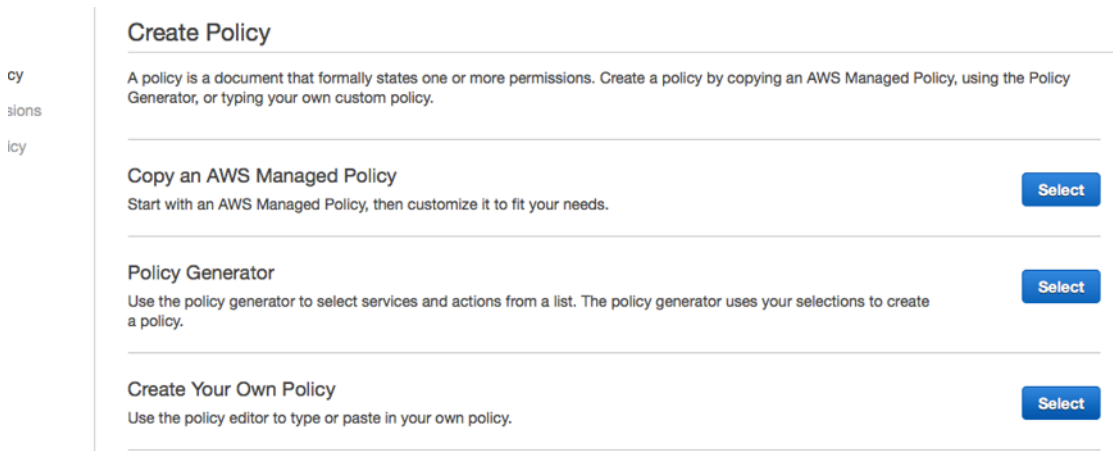 Create Policy
cy
A policy is a document that formally states one or more permissions. Create a policy by copying an AWS Managed Policy, using the Policy
Generator, or typing your own custom policy.
sions
icy
Copy an AWS Managed Policy
Select
Start with an AWS Managed Policy, then customize it to fit your needs.
Policy Generator
Select
Use the policy generator to select services and actions from a list. The policy generator uses your selections to create
a policy.
Create Your Own Policy
Select
Use the policy editor to type or paste in your own policy.